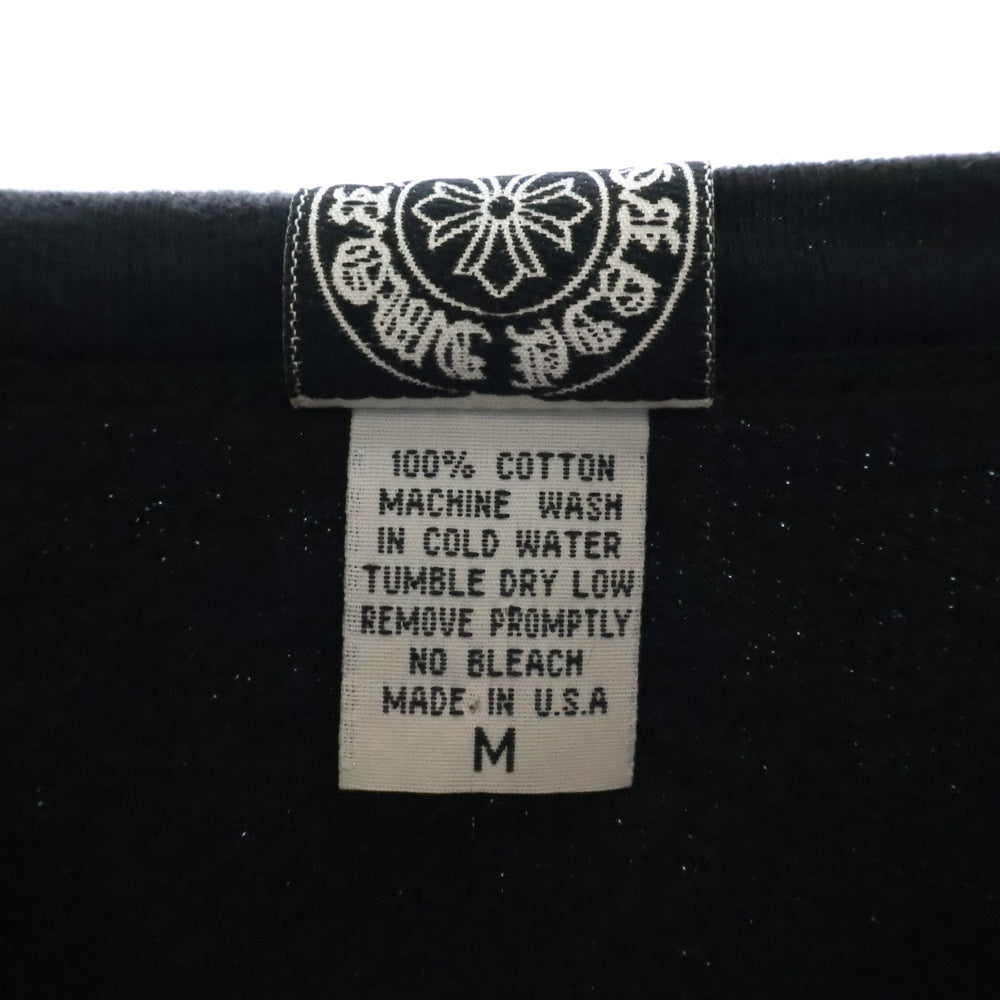 100% COTTON
MACHINE WASH
IN COLD WATER
TUMBLE DRY LOW
REMOVE PROMPTLY
NO BLEACH
MADE IN U.S.A
M